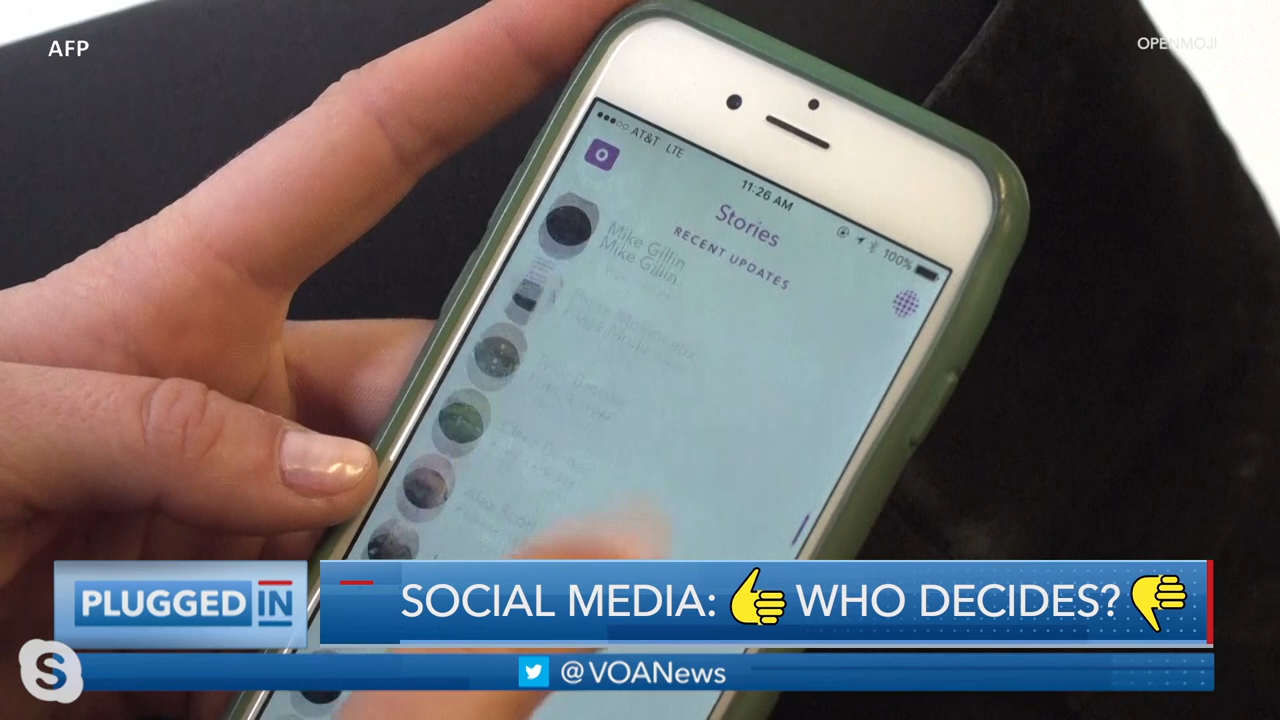 AFP
OPENMOJI
AT&T LTE
11:26 AM
100%
Stories
RECENT UPDATES
Mike Gillin
Mike Gillin
PLUGGED IN
SOCIAL MEDIA: WHO DECIDES?
@VOANews